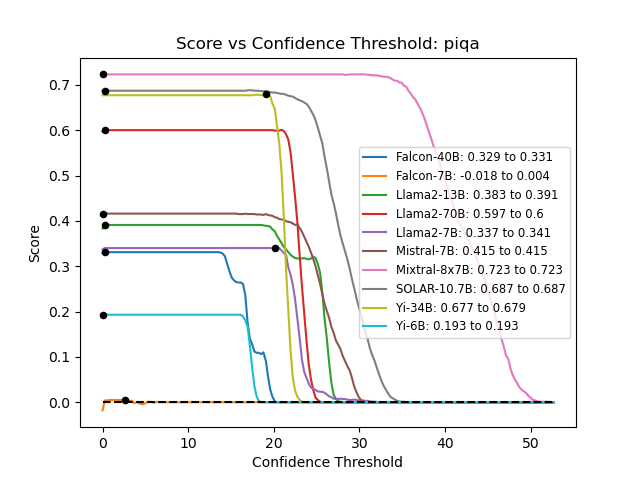 Score vs Confidence Threshold: piqa
Score
0.7
0.6
0.5
0.4
0.3
0.2
0.1
0.0
Falcon-40B: 0.329 to 0.331
Falcon-7B: -0.018 to 0.004
Llama2-13B: 0.383 to 0.391
Llama2-70B: 0.597 to 0.6
Llama2-7B: 0.337 to 0.341
Mistral-7B: 0.415 to 0.415
Mixtral-8x7B: 0.723 to 0.723
SOLAR-10.7B: 0.687 to 0.687
Yi-34B: 0.677 to 0.679
Yi-6B: 0.193 to 0.193
0 10 20 30 40 50
Confidence Threshold